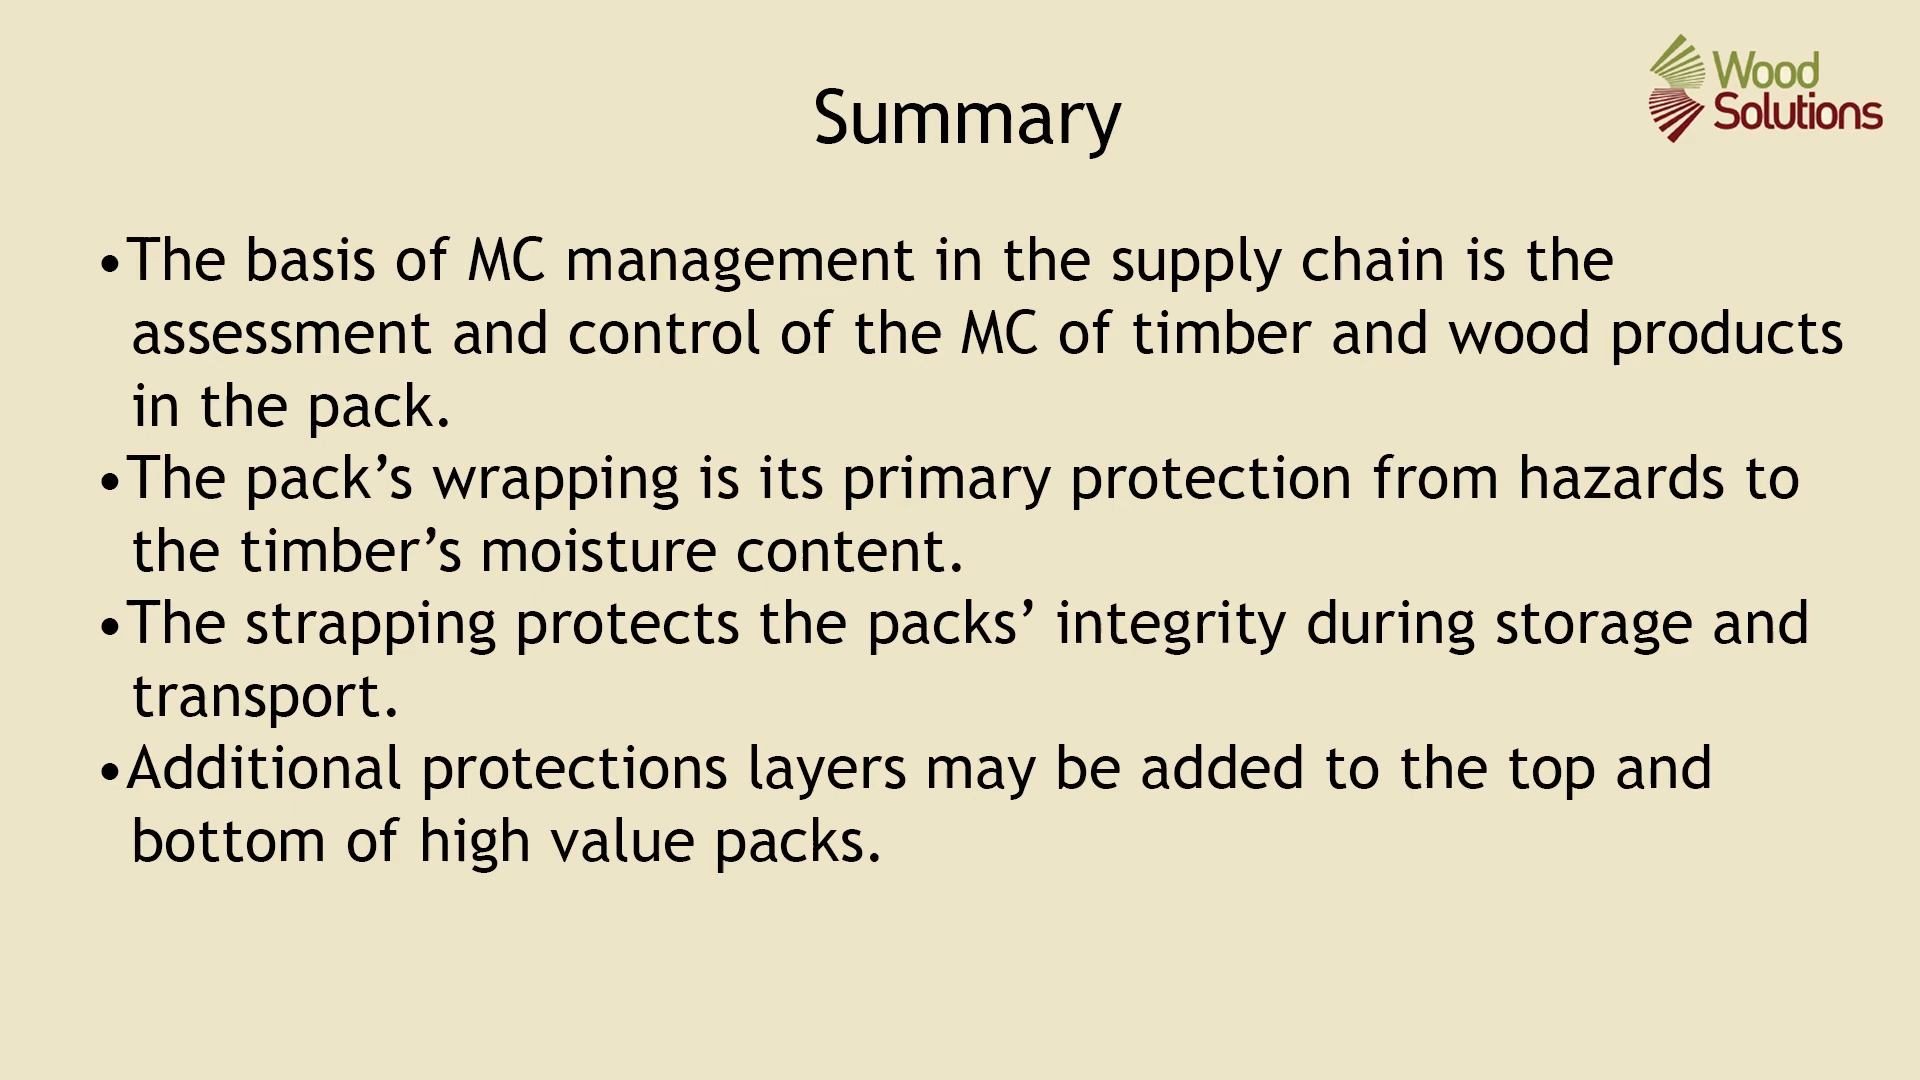 Wood
Solutions
Summary
•The basis of MC management in the supply chain is the
assessment and control of the MC of timber and wood products
in the pack.
•The pack’s wrapping is its primary protection from hazards to
the timber’s moisture content.
•The strapping protects the packs’ integrity during storage and
transport.
•Additional protections layers may be added to the top and
bottom of high value packs.